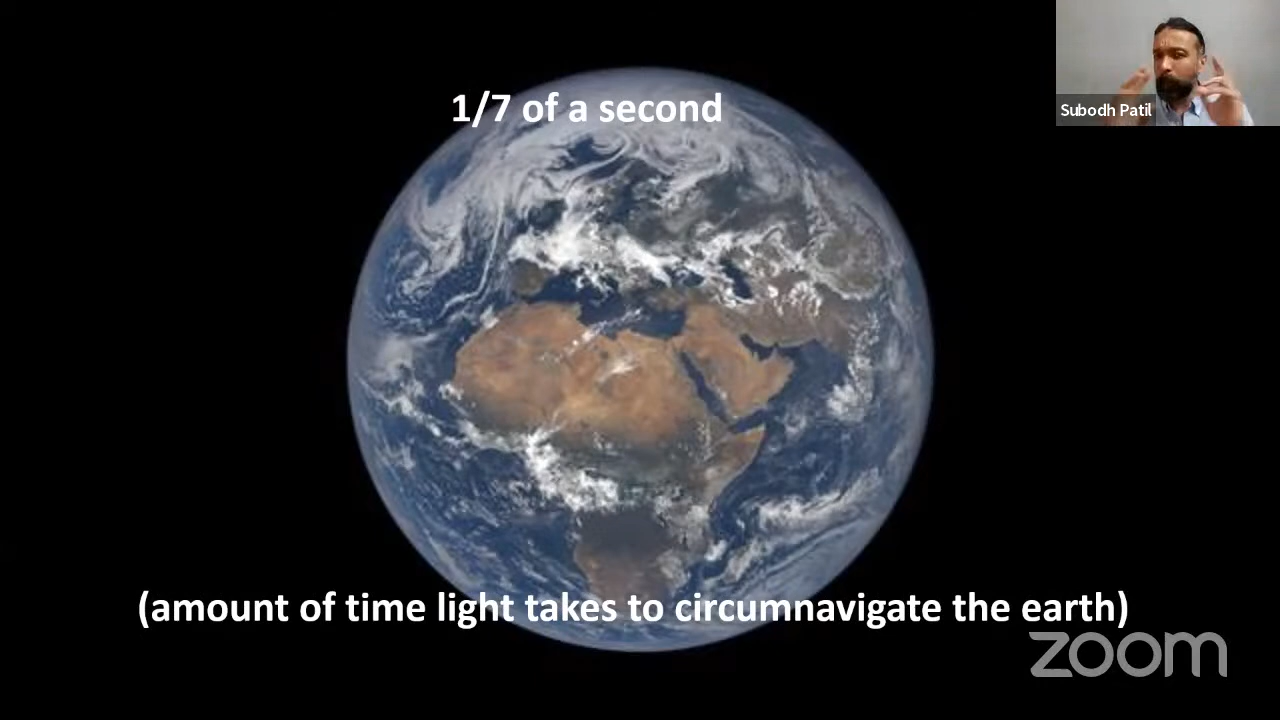 1/7 of a second
Subodh Patil
(amount of time light takes to circumnavigate the earth)
zoom